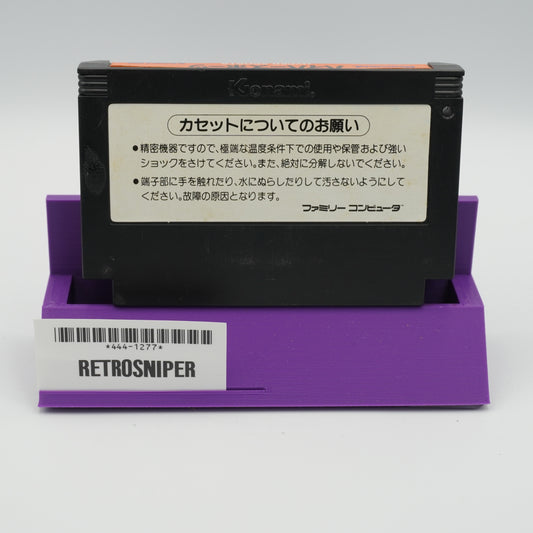 Konami
カセットについてのお願い
●精密機器ですので、極端な温度条件下での使用や保管および強い
ショックをさけてください。また、絶対に分解しないでください。
●端子部に手を触れたり、水にぬらしたりして汚さないようにして
ください。故障の原因となります。
ファミリー コンピュータ
*444-1277*
RETROSNIPER